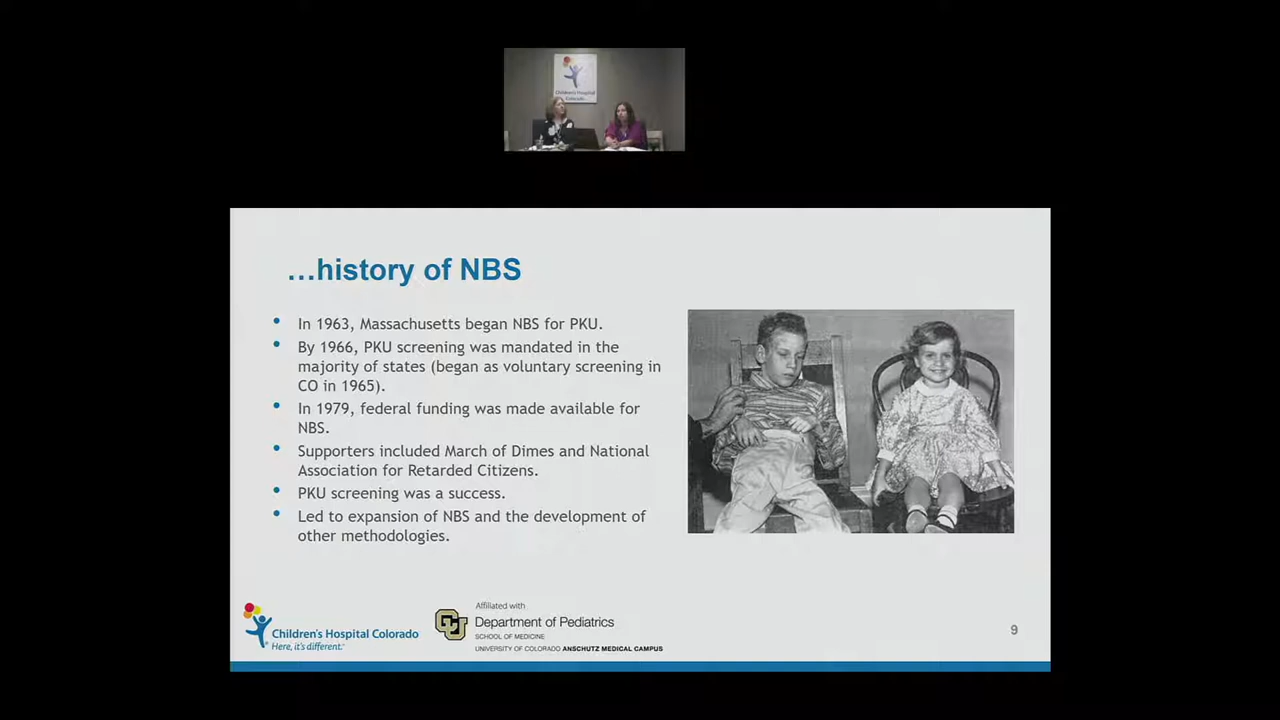 Children's Hospital
Colorado
…history of NBS
• In 1963, Massachusetts began NBS for PKU.
• By 1966, PKU screening was mandated in the
majority of states (began as voluntary screening in
CO in 1965).
• In 1979, federal funding was made available for
NBS.
• Supporters included March of Dimes and National
Association for Retarded Citizens.
• PKU screening was a success.
• Led to expansion of NBS and the development of
other methodologies.
Children's Hospital Colorado
Here, it's different.
CU
Affiliated with
Department of Pediatrics
SCHOOL OF MEDICINE
UNIVERSITY OF COLORADO ANSCHUTZ MEDICAL CAMPUS
9